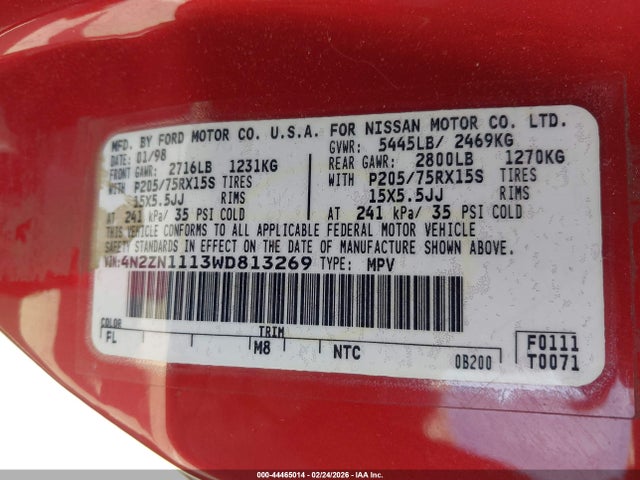 MFD. BY FORD MOTOR CO. U.S.A. FOR NISSAN MOTOR CO. LTD.
DATE: 01/98 GVWR: 5445LB/ 2469KG
FRONT GAWR: 2716LB 1231KG REAR GAWR: 2800LB 1270KG
WITH P205/75RX15S TIRES WITH P205/75RX15S TIRES
15X5.5JJ RIMS 15X5.5JJ RIMS
AT 241 kPa/ 35 PSI COLD AT 241 kPa/ 35 PSI COLD
THIS VEHICLE CONFORMS TO ALL APPLICABLE FEDERAL MOTOR VEHICLE
SAFETY STANDARDS IN EFFECT ON THE DATE OF MANUFACTURE SHOWN ABOVE.
VIN: 4N2ZN1113WD813269 TYPE: MPV
COLOR TRIM
FL M8 NTC 0B200
F0111
T0071
000-44465014 - 02/24/2026 - IAAI Inc.